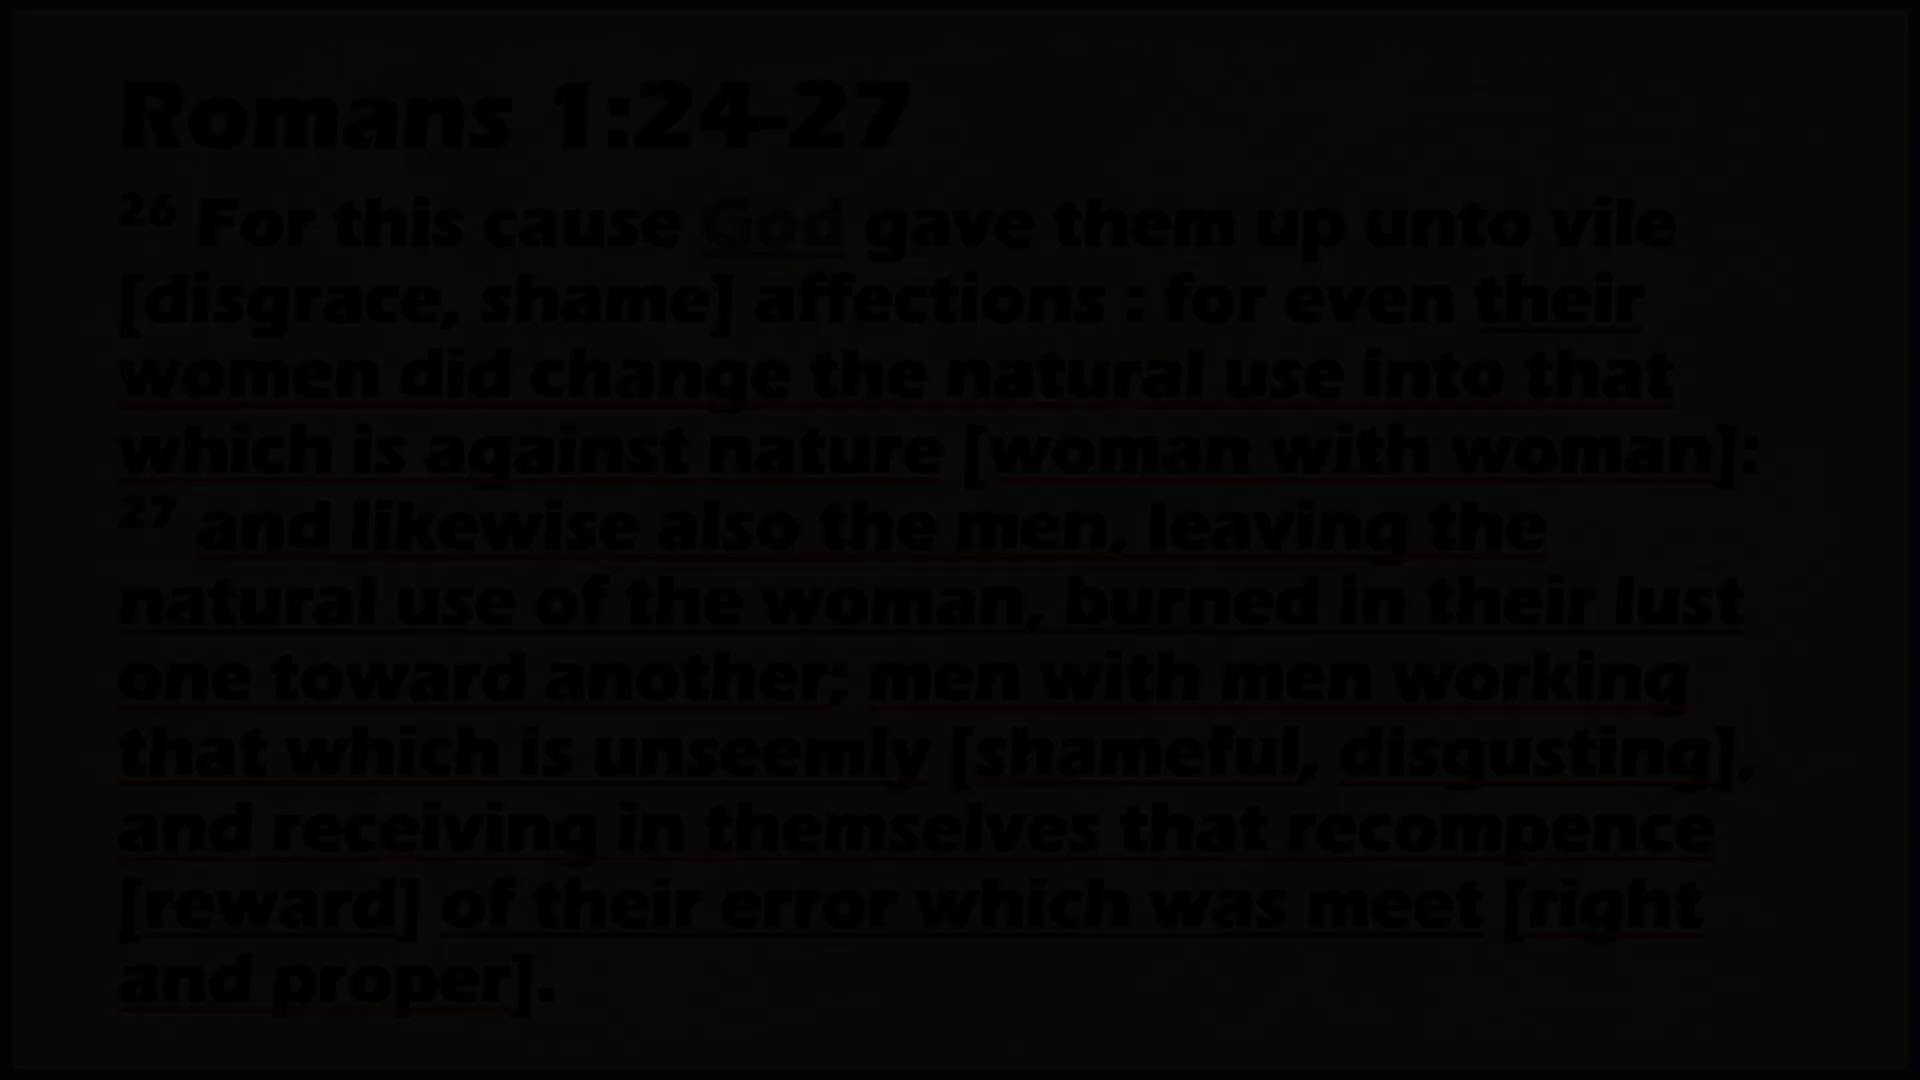 Romans 1:24-27
26 For this cause God gave them up unto vile
[disgrace, shame] affections : for even their
women did change the natural use into that
which is against nature [woman with woman]:
27 and likewise also the men, leaving the
natural use of the woman, burned in their lust
one toward another; men with men working
that which is unseemly [shameful, disgusting],
and receiving in themselves that recompence
[reward] of their error which was meet [right
and proper].